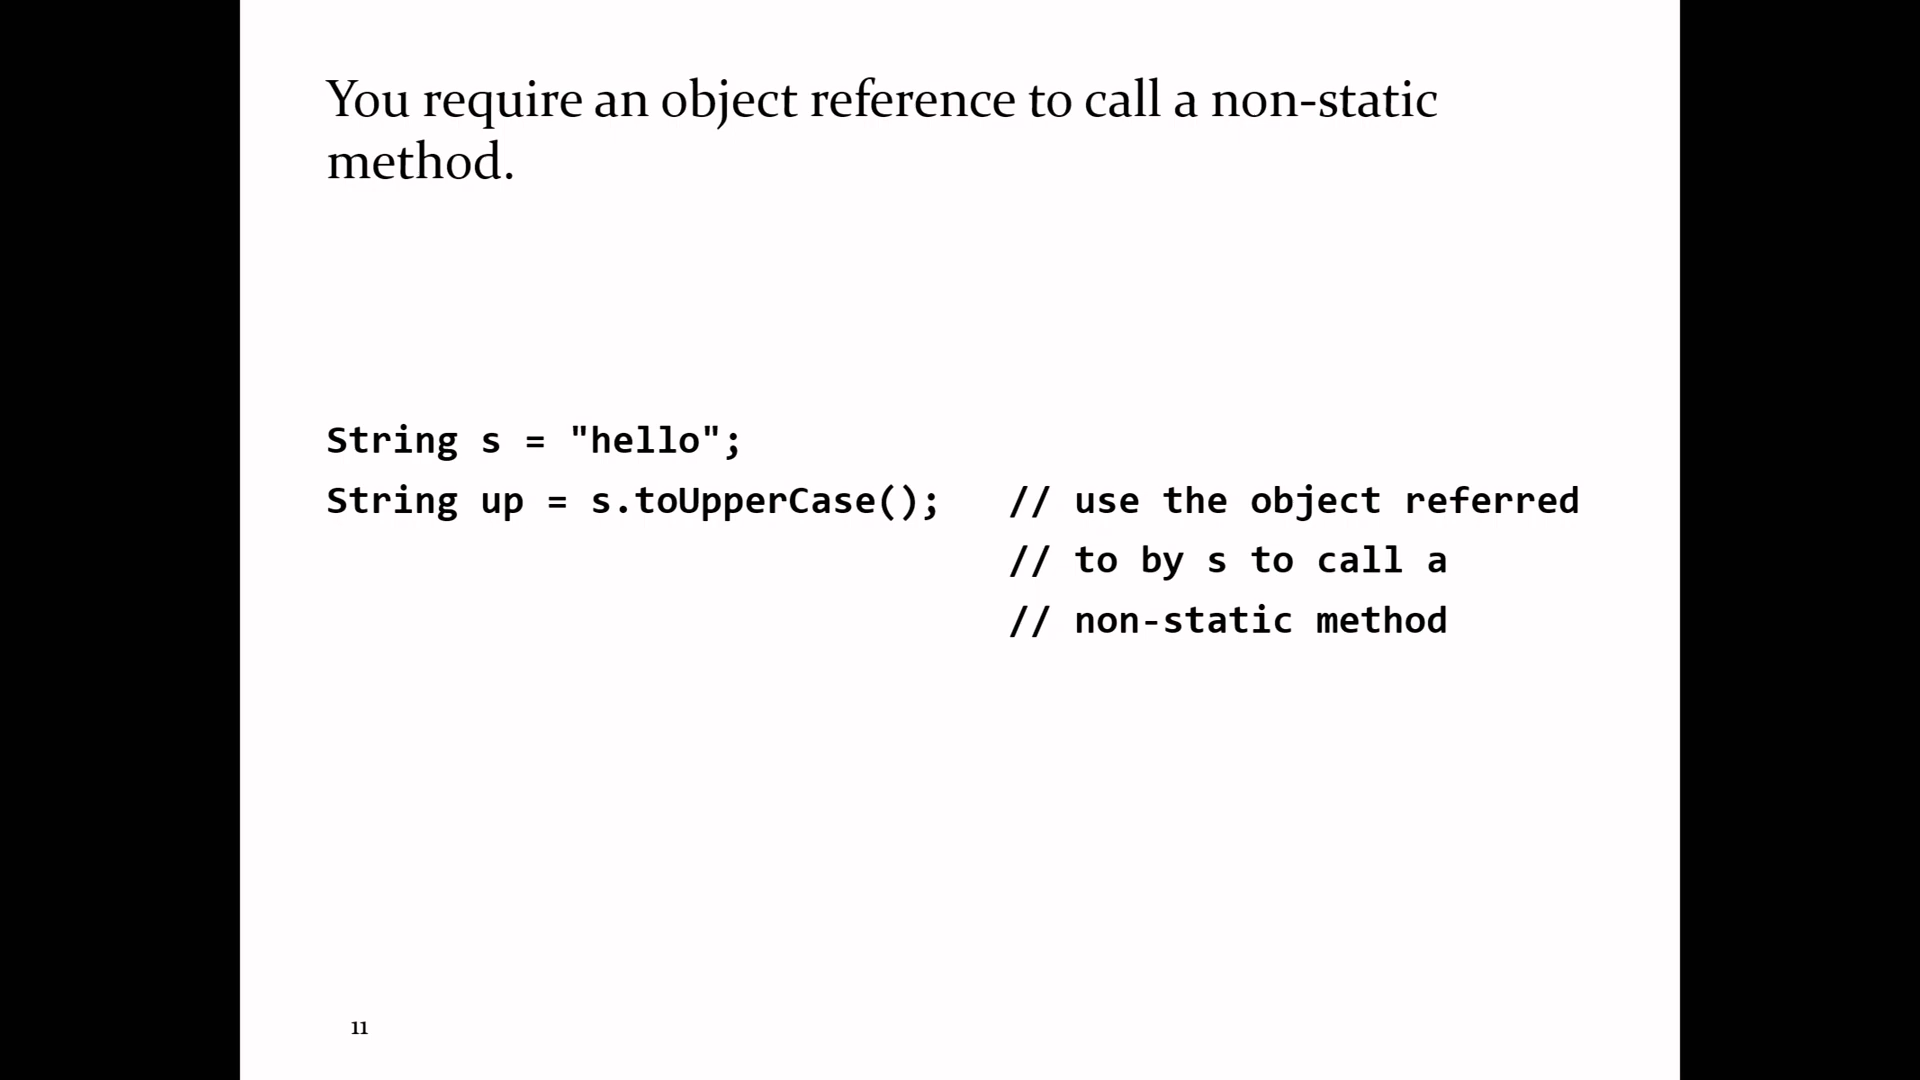 You require an object reference to call a non-static
method.
String s = "hello";
String up = s.toUpperCase();   // use the object referred
// to by s to call a
// non-static method
11